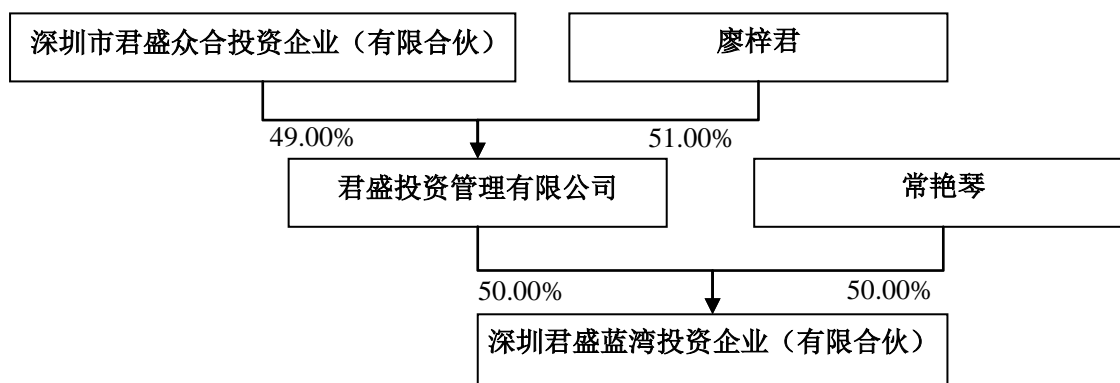 深圳市君盛众合投资企业（有限合伙）
廖梓君
49.00%
51.00%
君盛投资管理有限公司
常艳琴
50.00%
50.00%
深圳君盛蓝湾投资企业（有限合伙）